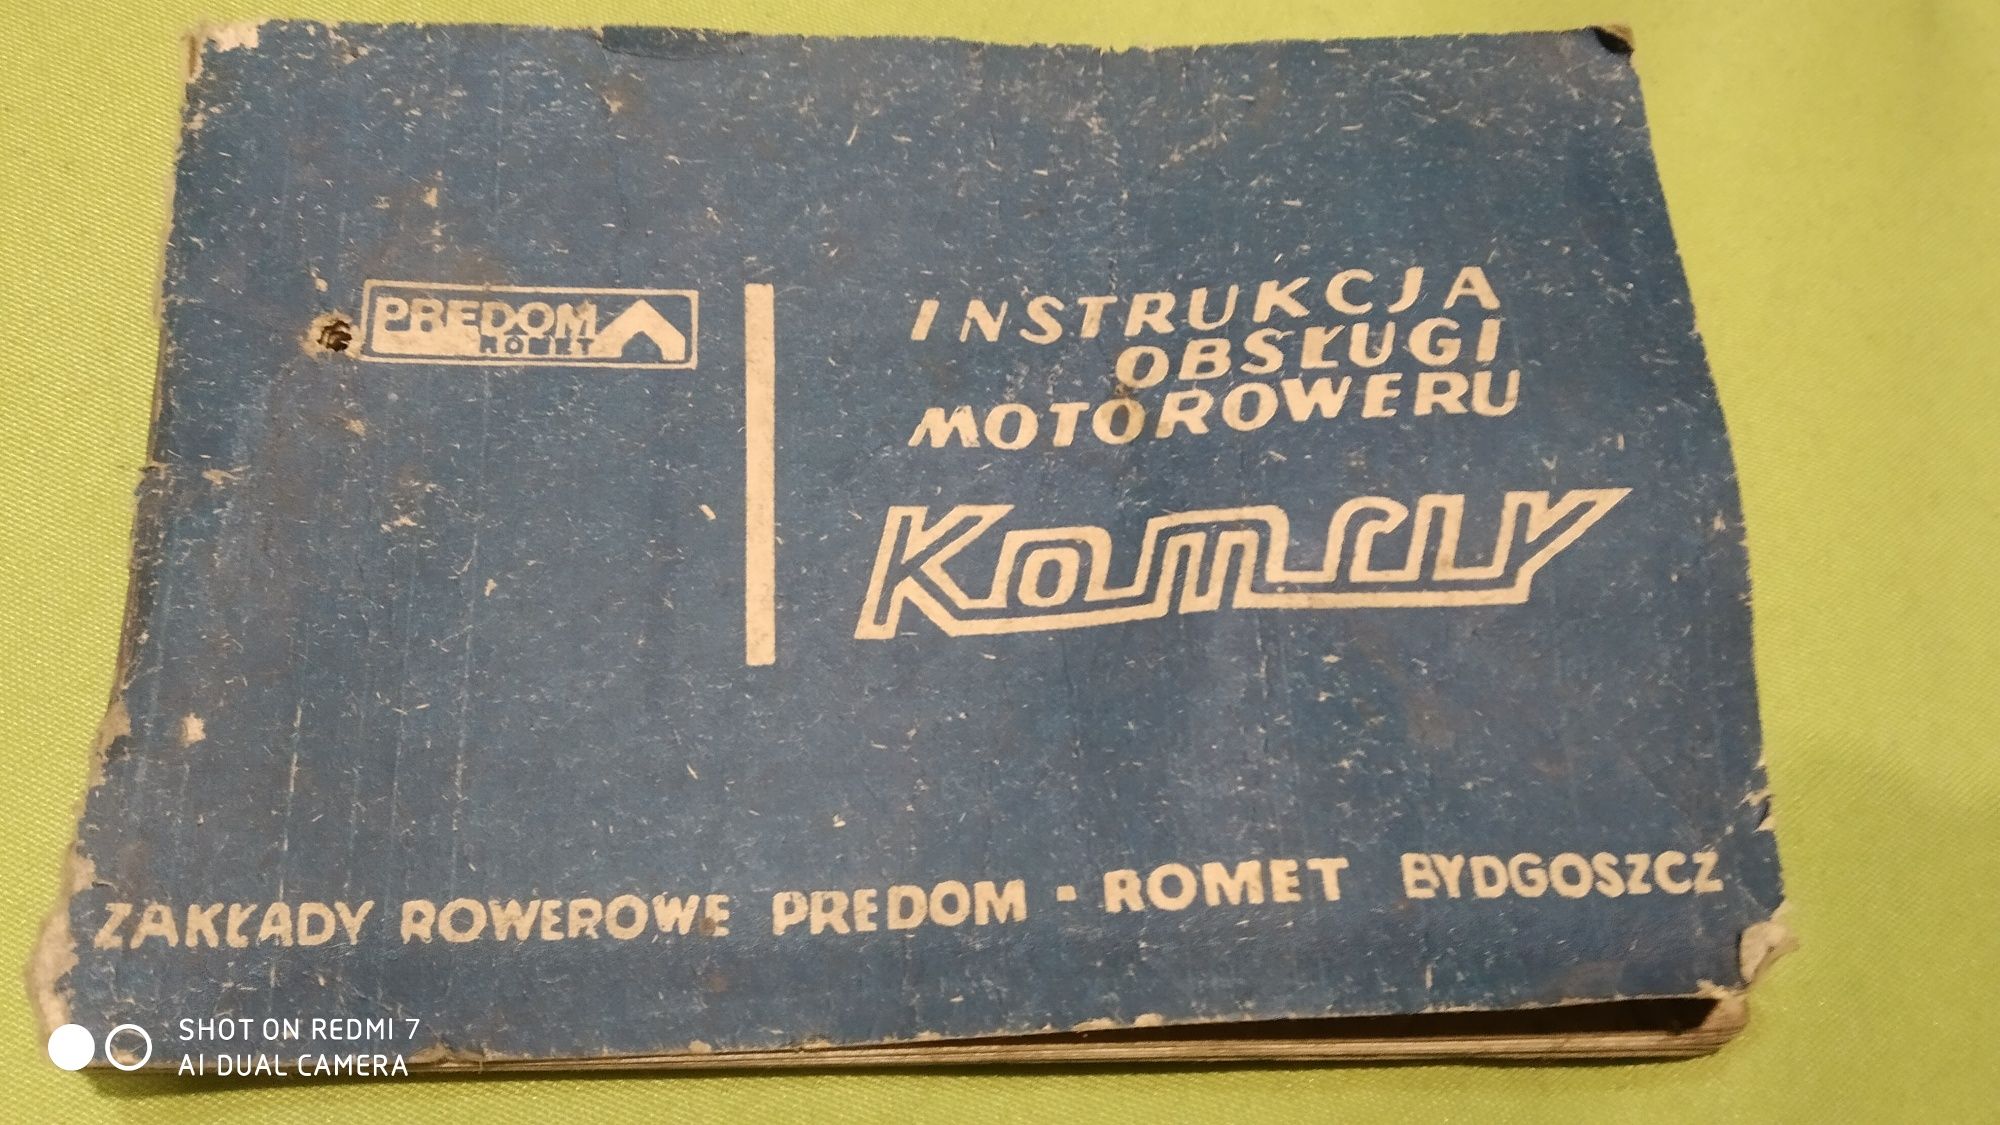 PREDOM
ROMET
INSTRUKCJA
OBSŁUGI
MOTOROWERU
Komar
ZAKŁADY ROWEROWE PREDOM - ROMET BYDGOSZCZ
SHOT ON REDMI 7
AI DUAL CAMERA